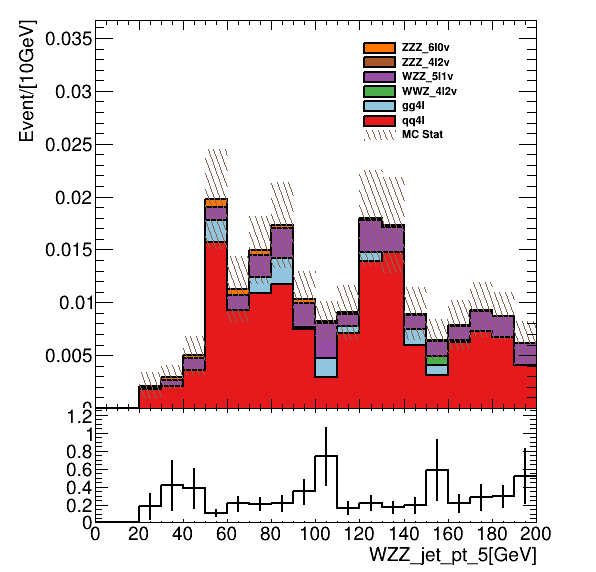 Event/[10GeV]
0.035
0.03
0.025
0.02
0.015
0.01
0.005
0
ZZZ_6l0v
ZZZ_4l2v
WZZ_5l1v
WWZ_4l2v
gg4l
qq4l
MC Stat
1.2
1
0.8
0.6
0.4
0.2
0
0 20 40 60 80 100 120 140 160 180 200
WZZ_jet_pt_5[GeV]